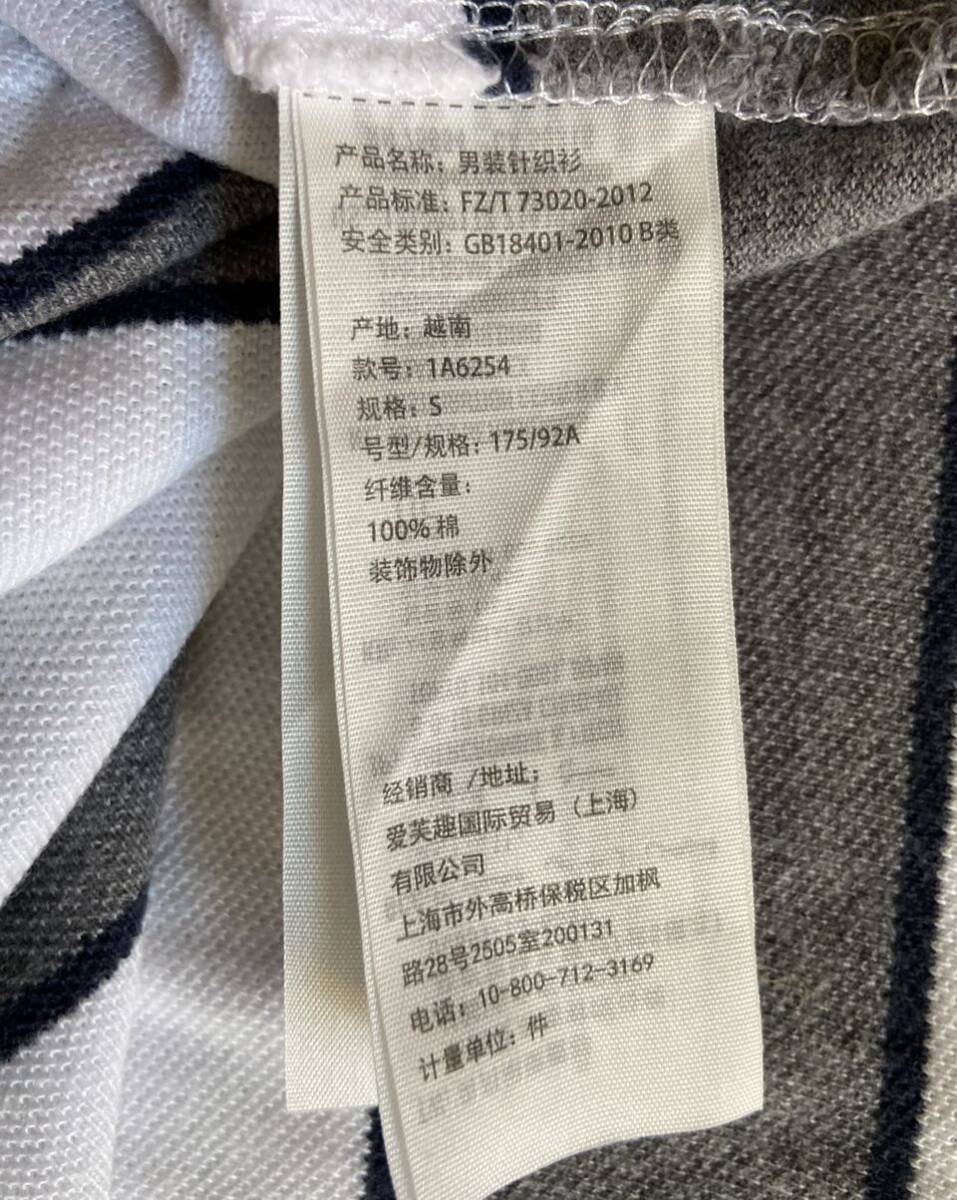 产品名称：男装针织衫
产品标准：FZ/T 73020-2012
安全类别：GB18401-2010 B类
产地：越南
款号：1A6254
规格：S
号型/规格：175/92A
纤维含量：
100% 棉
装饰物除外
经销商 /地址：
爱芙趣国际贸易（上海）
有限公司
上海市外高桥保税区加枫
路28号2505室200131
电话：10-800-712-3169
计量单位：件